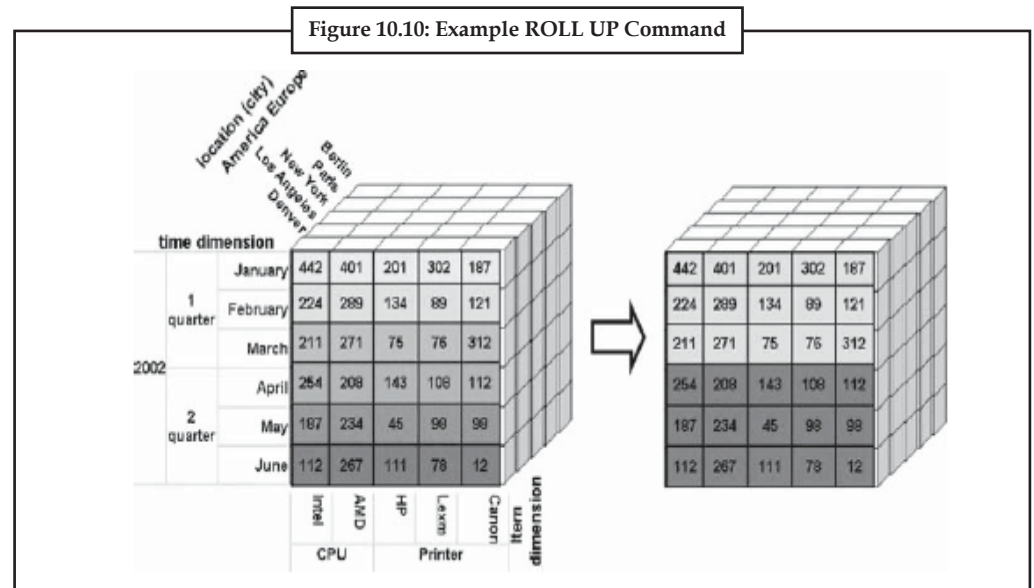 Figure 10.10: Example ROLL UP Command
location (city)
America Europe
Berlin
Paris
New York
Los Angeles
Denver
time dimension
January 442 401 201 302 187
February 224 289 134 89 121
March 211 271 75 76 312
April 254 208 143 108 112
May 187 234 45 98 98
June 112 267 111 78 12
1
quarter
2002
2
quarter
Intel
AMD
HP
Lexm
Canon
CPU
Printer
Item
dimension
442 401 201 302 187
224 289 134 89 121
211 271 75 76 312
254 208 143 108 112
187 234 45 98 98
112 267 111 78 12